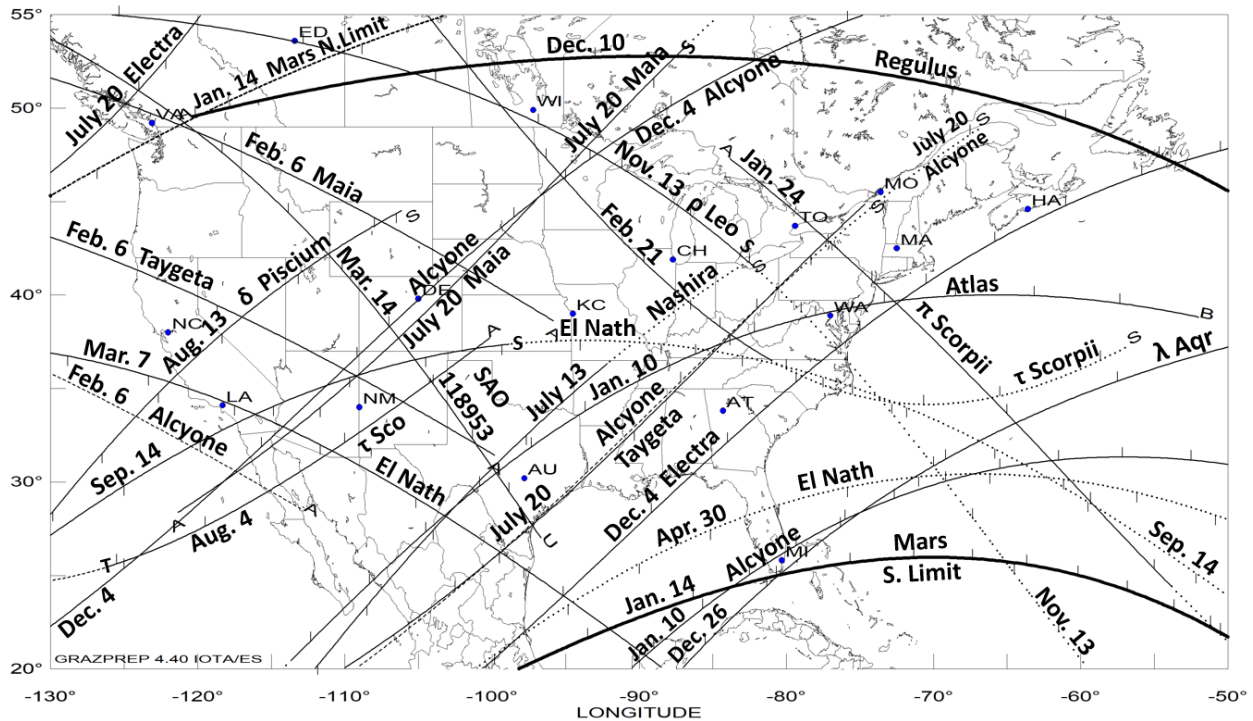 55°
50°
40°
30°
20°
-130
-120
-110
-100
-90
-80
-70
-60
-50°
LONGITUDE
GRAZPREP 4.40 IOTA/ES
July 20 Electra
ED
Jan. 14 Mars N.Limit
Dec. 10
Regulus
July 20 Maia
S
Dec. 4 Alcyone
VA
A
WI
Feb. 6 Maia
Nov. 13 ρ Leo
S
S
A
Jan. 24
July 20
Alcyone
S
MO
S
TO
HA
MA
CH
Feb. 21
Feb. 6 Taygeta
δ Piscium
S
Aug. 13
Mar. 14
Alcyone
DE
July 20 Maia
Nashira
NC
KC
A
A
El Nath
S
WA
Atlas
B
π Scorpii
τ Scorpii
S
λ Aqr
Mar. 7
Feb. 6
Alcyone
LA
NM
SAO
118953
τ Sco
July 13
Jan. 10
Alcyone
Taygeta
AT
Sep. 14
A
El Nath
AU
A
A
T
Aug. 4
July 20
U
Dec. 4 Electra
Apr. 30
El Nath
Dec. 4
Alcyone
MI
Mars
S. Limit
Jan. 14
Jan. 10
Dec. 26
Sep. 14
Nov. 13